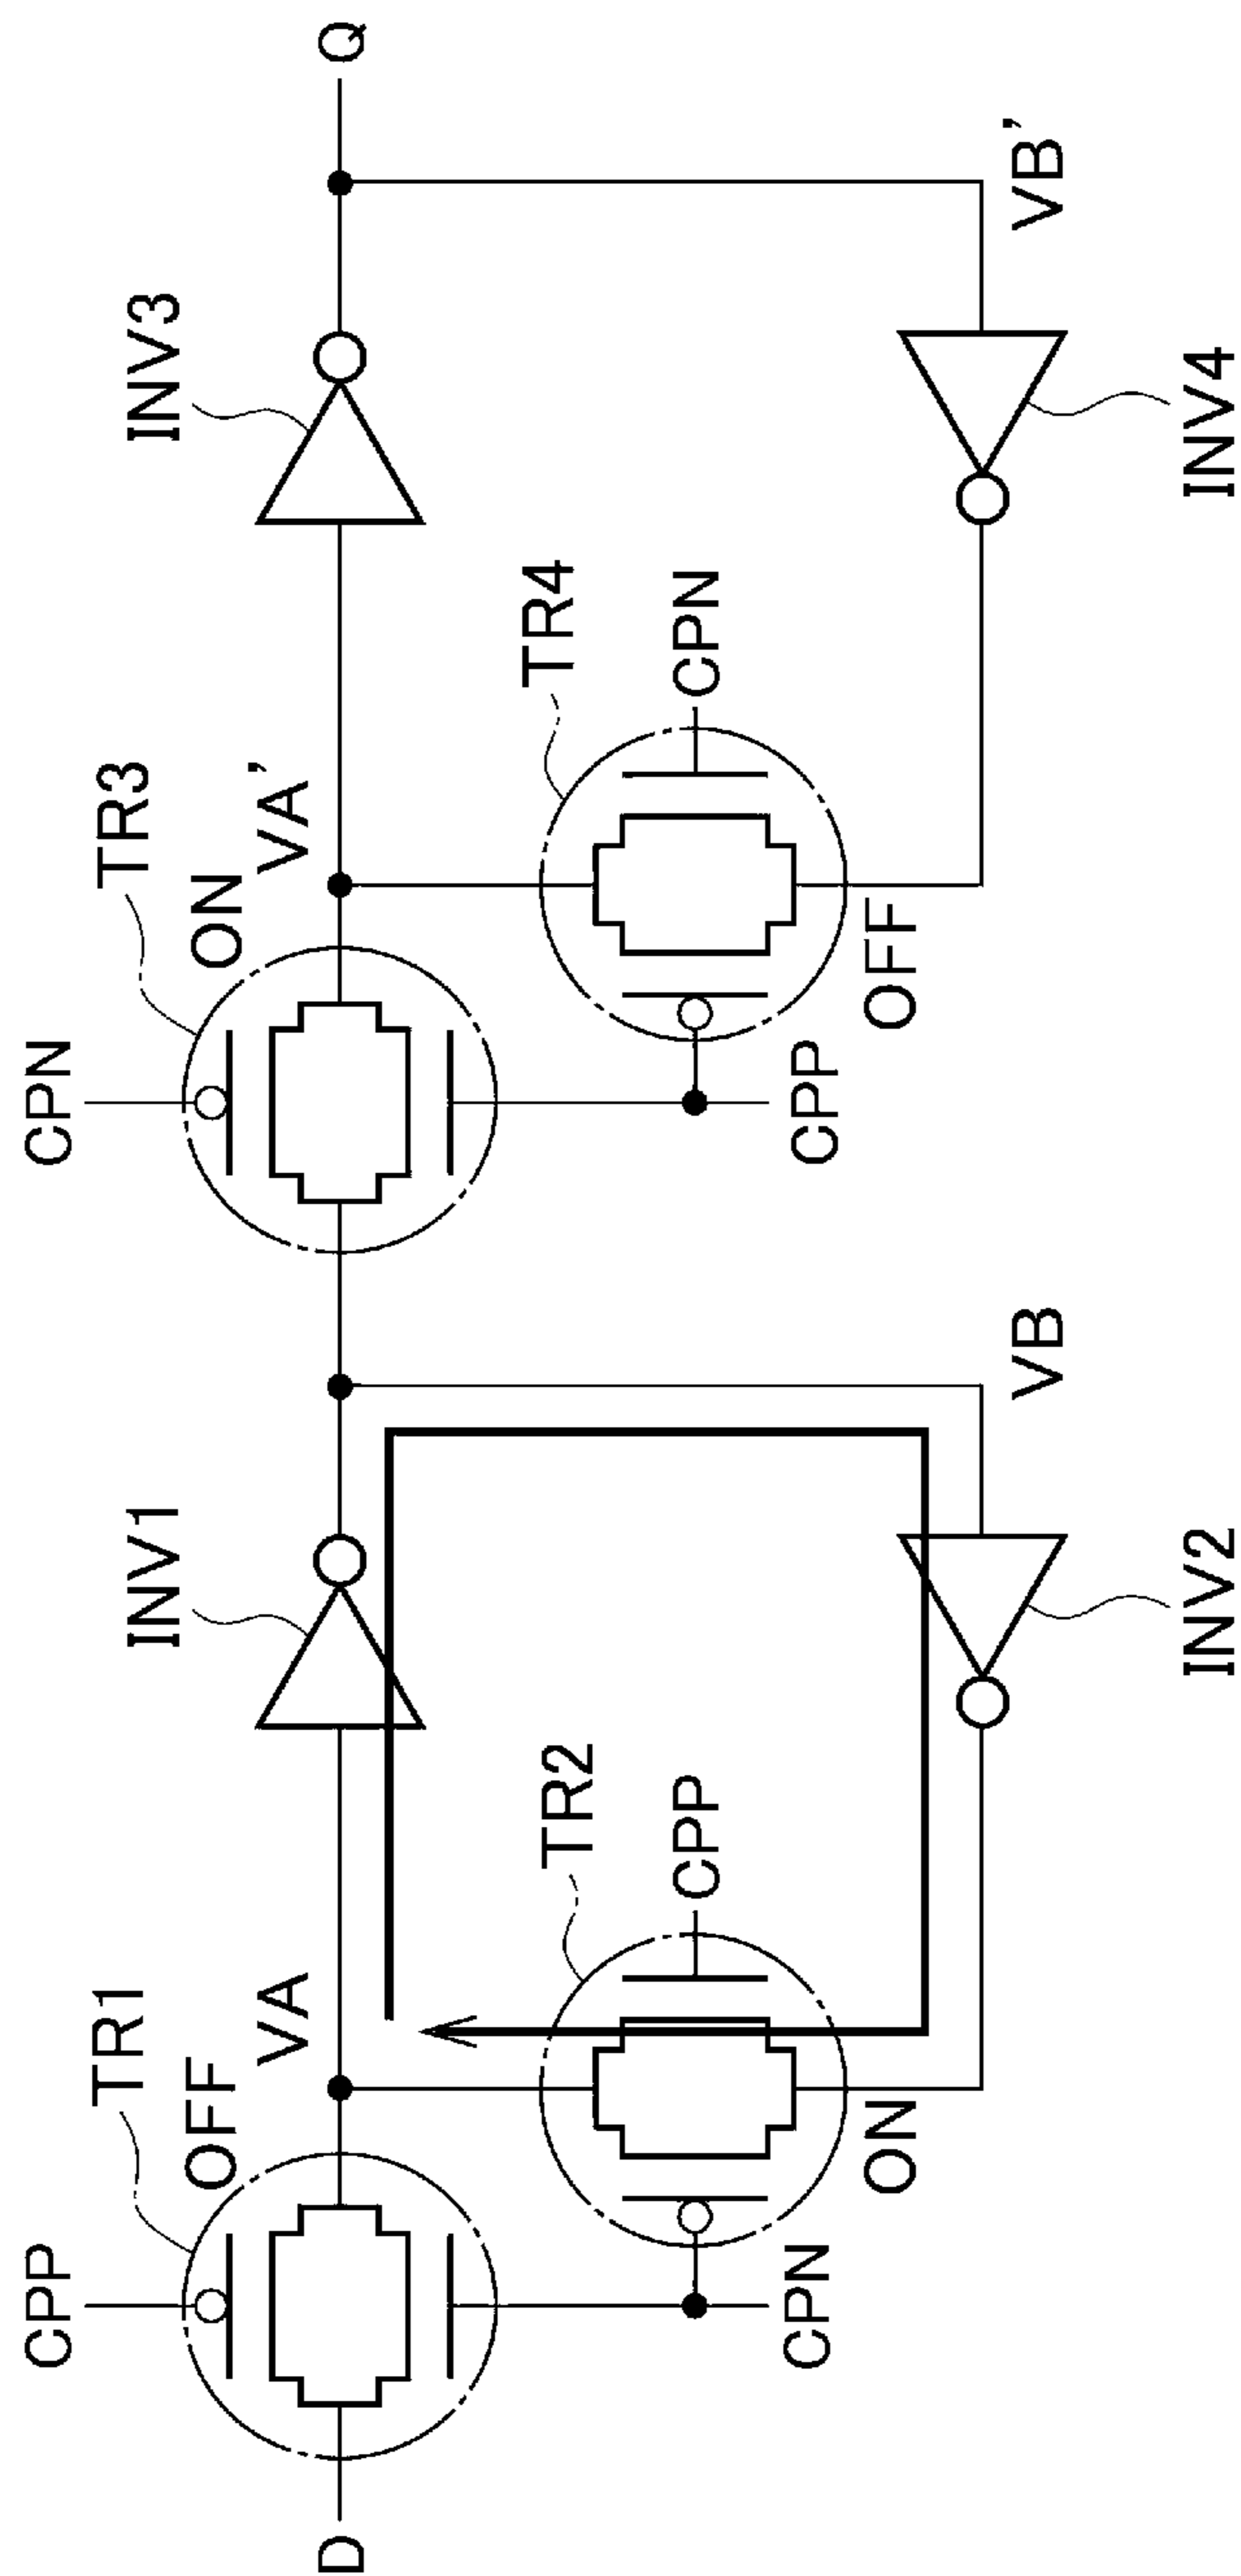 CPP
TR1
OFF
VA
INV1
CPN
TR3
ON
VA'
INV3
D
Q
TR2
CPP
TR4
CPN
CPN
ON
CPP
OFF
VB
VB'
INV2
INV4